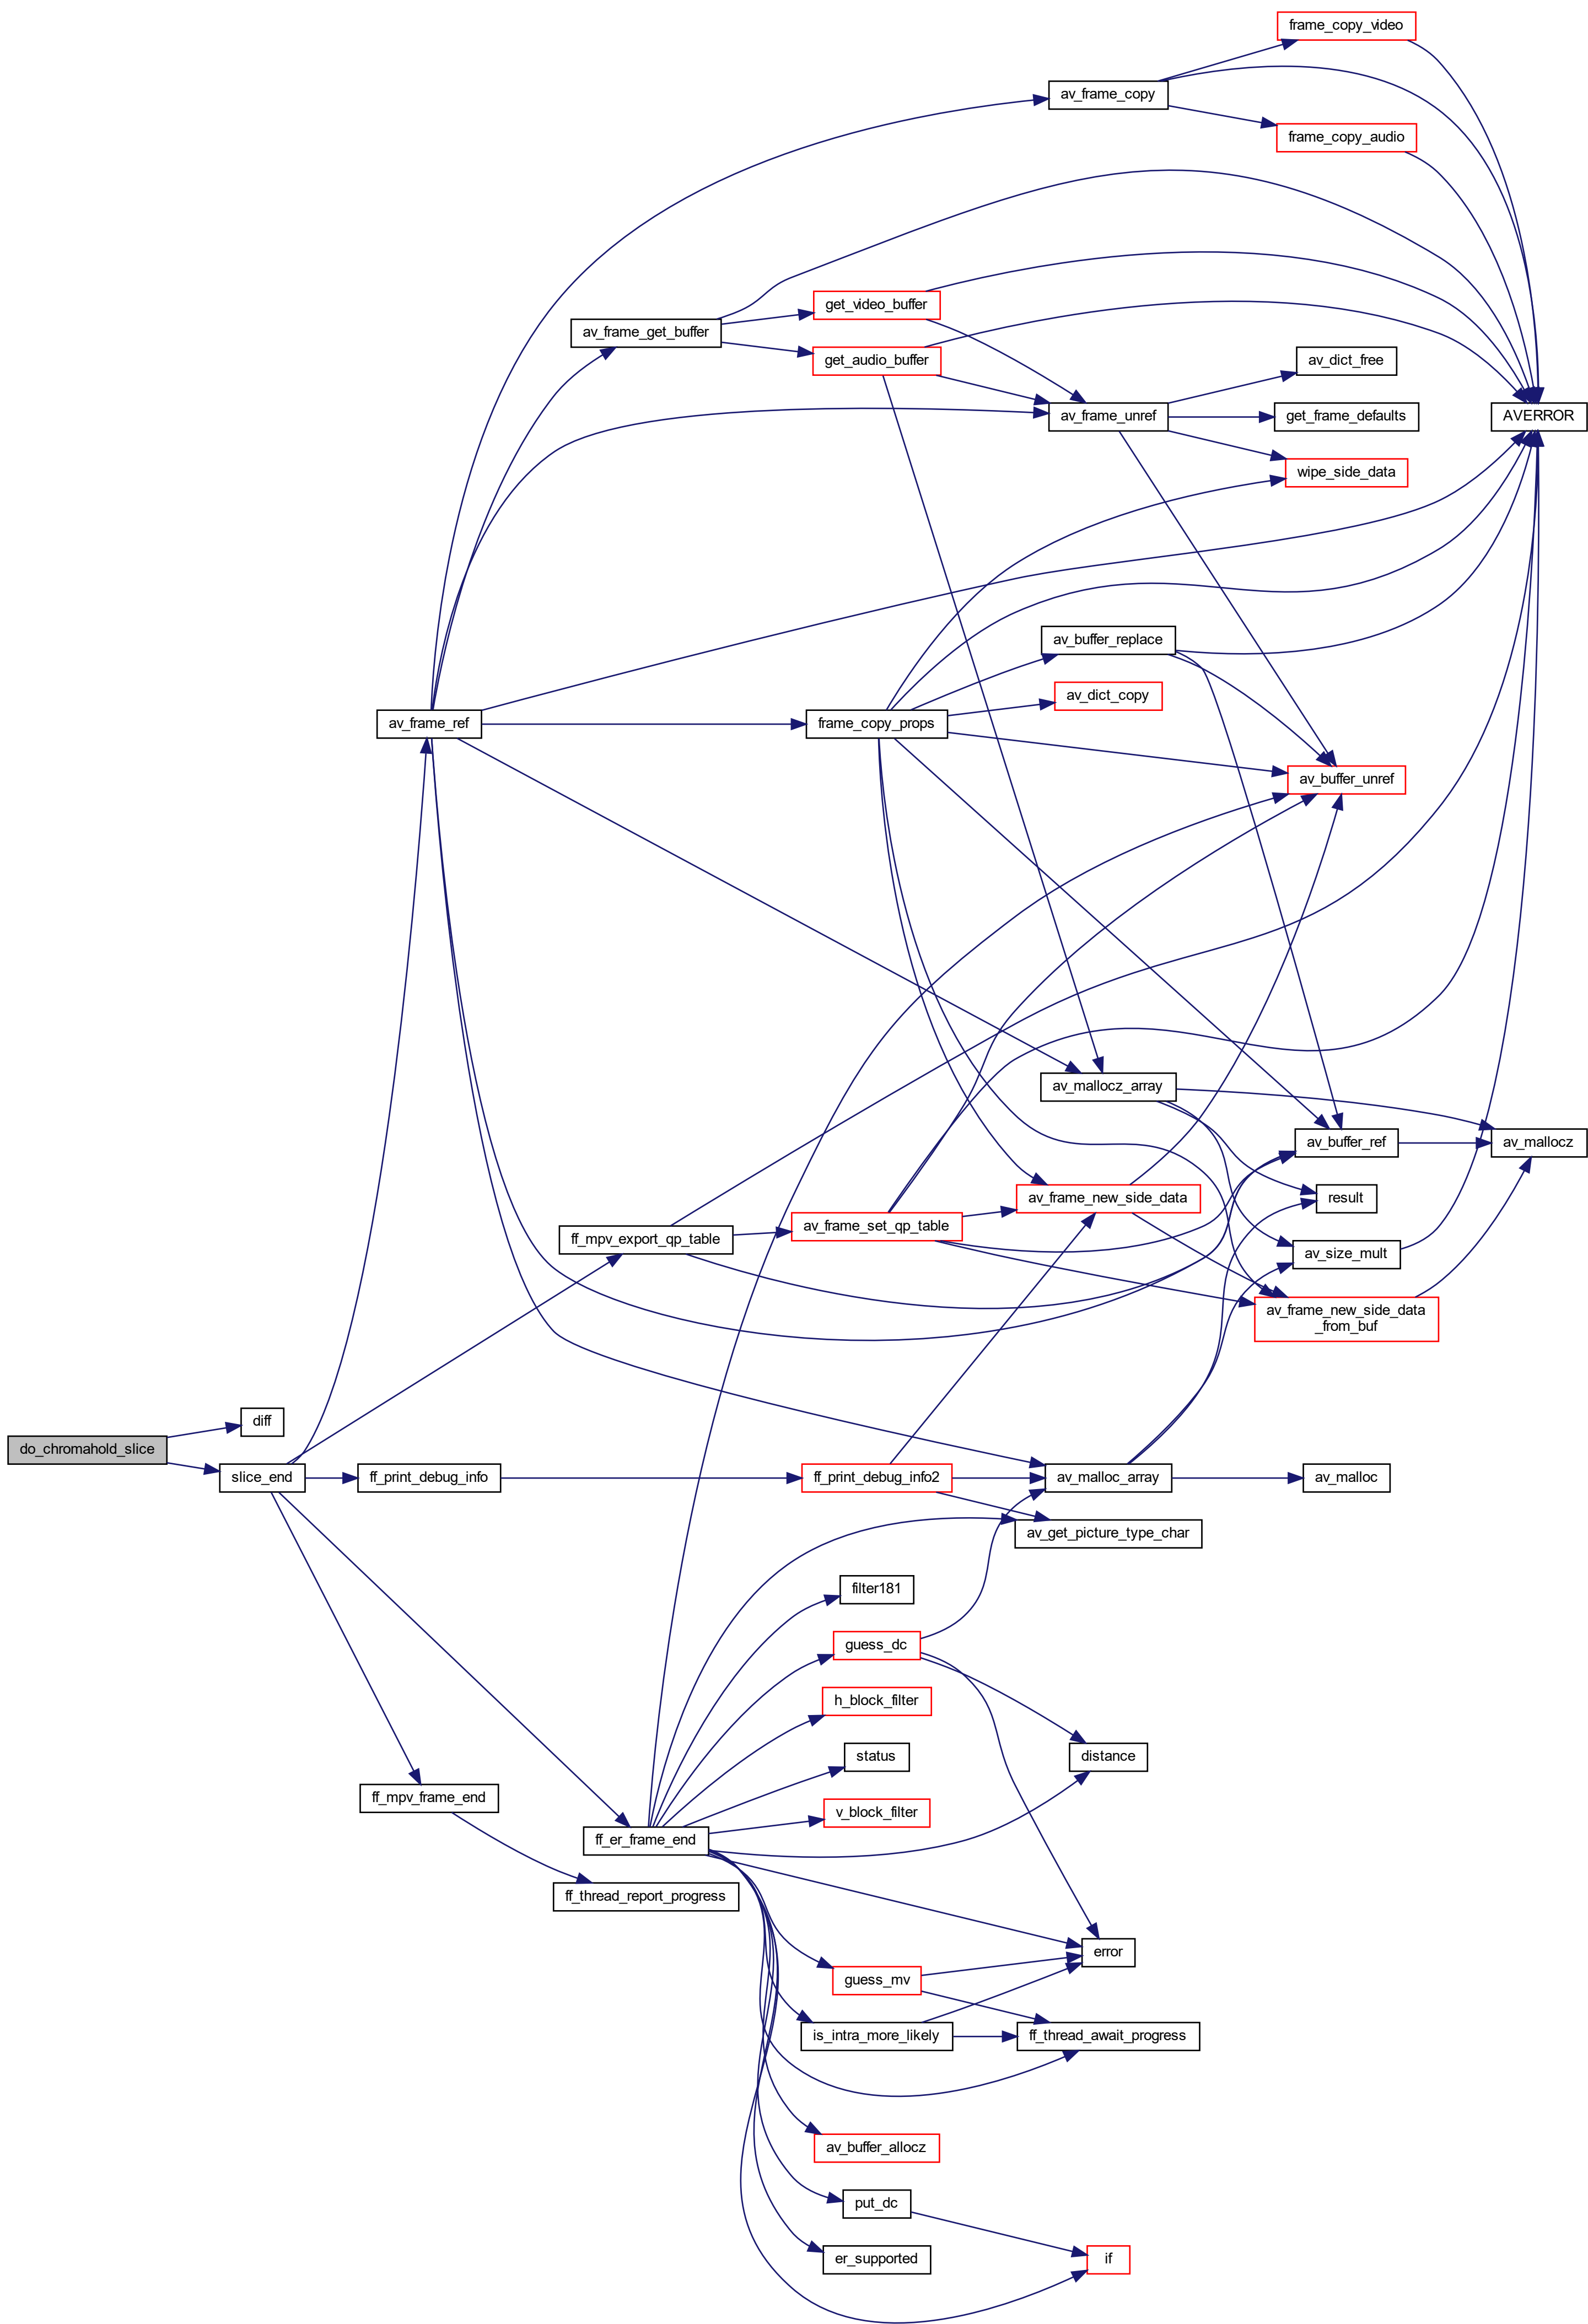 frame_copy_video
av_frame_copy
frame_copy_audio
get_video_buffer
av_frame_get_buffer
get_audio_buffer
av_dict_free
av_frame_unref
get_frame_defaults
AVERROR
wipe_side_data
av_buffer_replace
av_dict_copy
av_frame_ref
frame_copy_props
av_buffer_unref
av_mallocz_array
av_buffer_ref
av_mallocz
av_frame_new_side_data
result
av_frame_set_qp_table
ff_mpv_export_qp_table
av_size_mult
av_frame_new_side_data
_from_buf
diff
do_chromahold_slice
slice_end
ff_print_debug_info
ff_print_debug_info2
av_malloc_array
av_malloc
av_get_picture_type_char
filter181
guess_dc
h_block_filter
status
distance
ff_mpv_frame_end
v_block_filter
ff_er_frame_end
ff_thread_report_progress
error
guess_mv
is_intra_more_likely
ff_thread_await_progress
av_buffer_allocz
put_dc
er_supported
if